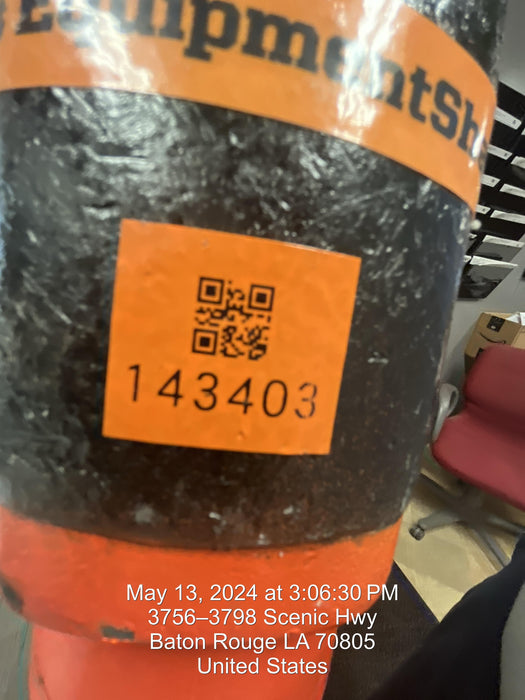 EquipmentSh
143403
May 13, 2024 at 3:06:30 PM
3756–3798 Scenic Hwy
Baton Rouge LA 70805
United States